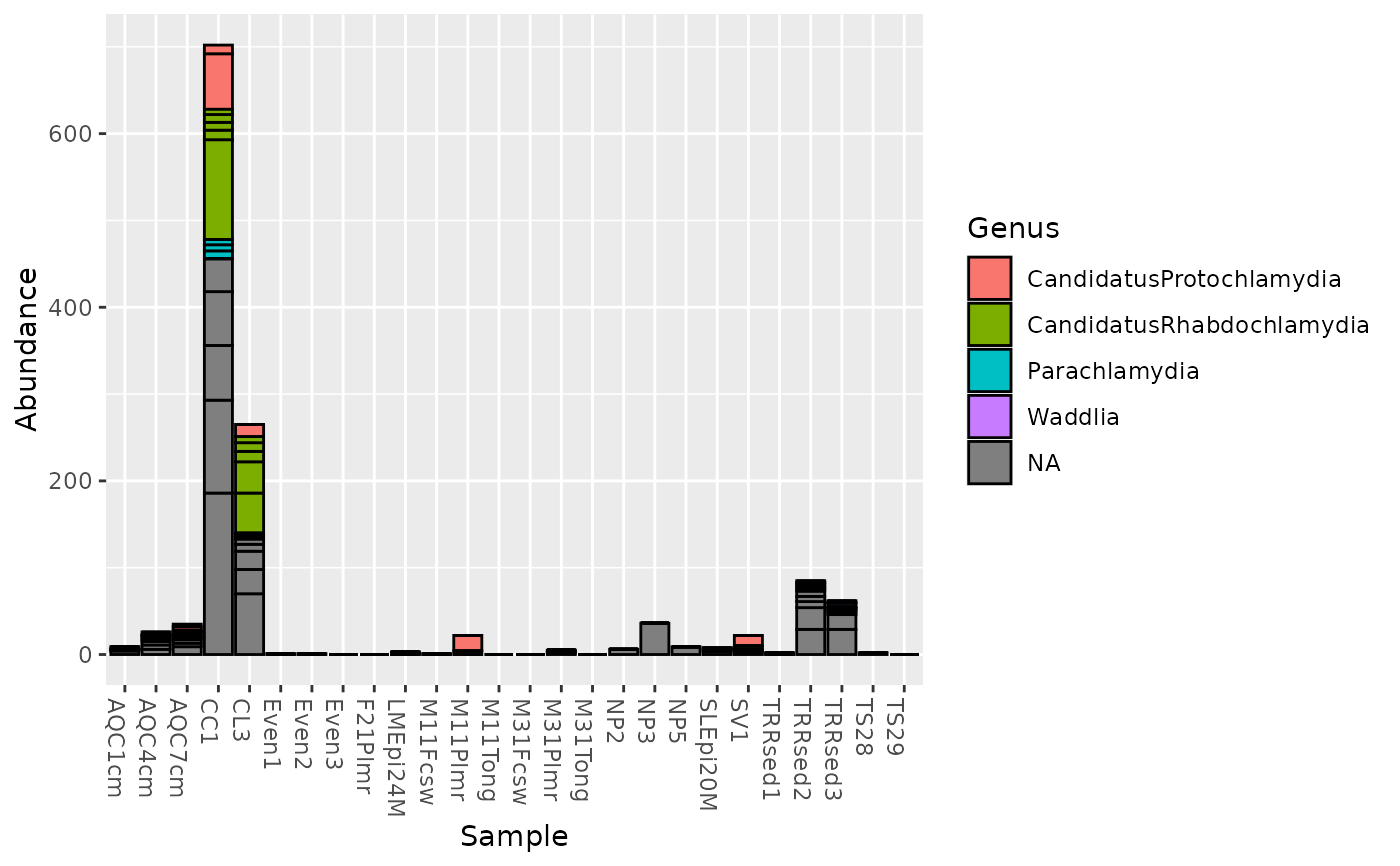 Abundance
600
400
200
0
AQC1cm
AQC4cm
AQC7cm
CC1
CL3
Even1
Even2
Even3
F21Plmr
LMEpi24M
M11Fcsw
M11Plmr
M11Tong
M31Fcsw
M31Plmr
M31Tong
NP2
NP3
NP5
SLEpi20M
SV1
TRRsed1
TRRsed2
TRRsed3
TS28
TS29
Sample
Genus
CandidatusProtochlamydia
CandidatusRhabdochlamydia
Parachlamydia
Waddlia
NA